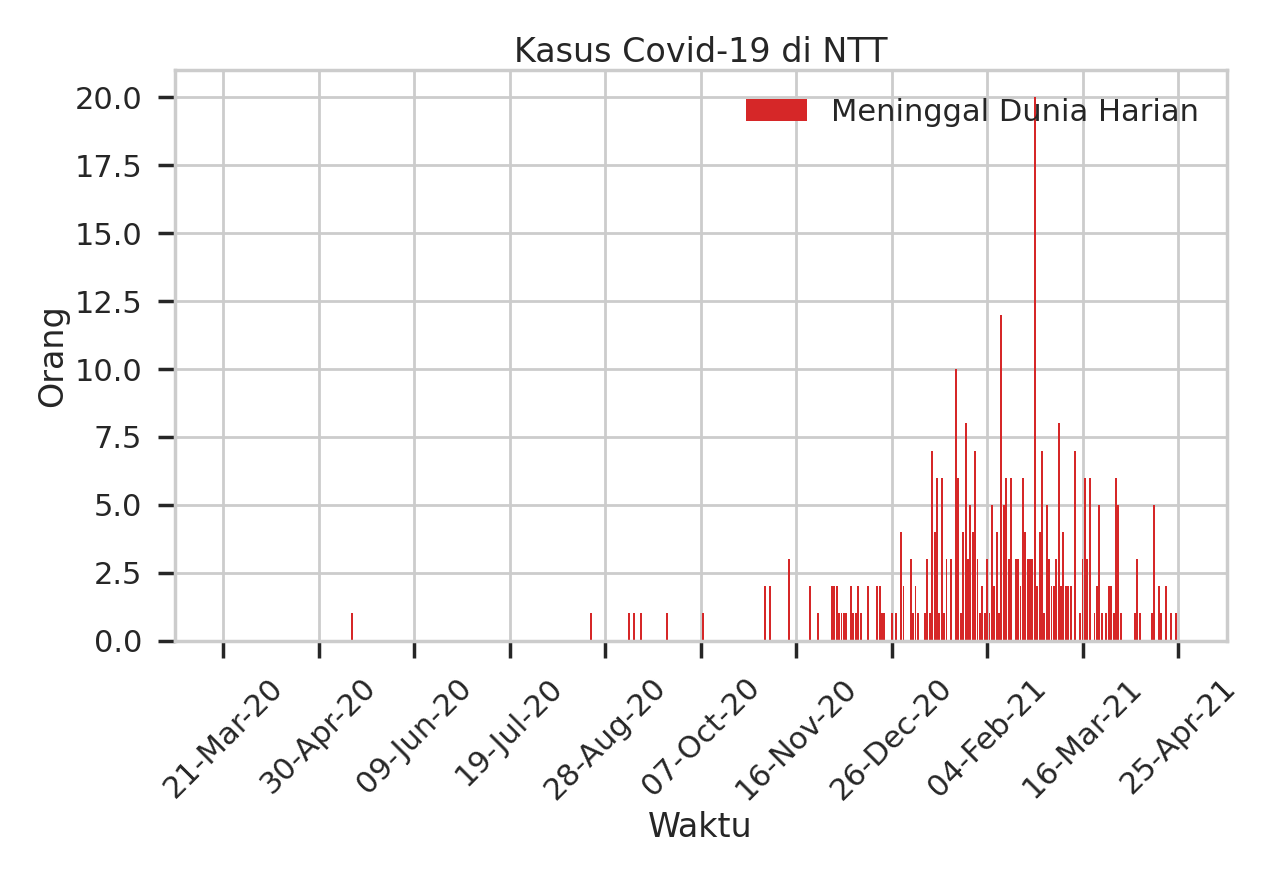 Kasus Covid-19 di NTT
Meninggal Dunia Harian
Orang
20.0
17.5
15.0
12.5
10.0
7.5
5.0
2.5
0.0
21-Mar-20
30-Apr-20
09-Jun-20
19-Jul-20
28-Aug-20
07-Oct-20
16-Nov-20
26-Dec-20
04-Feb-21
16-Mar-21
25-Apr-21
Waktu